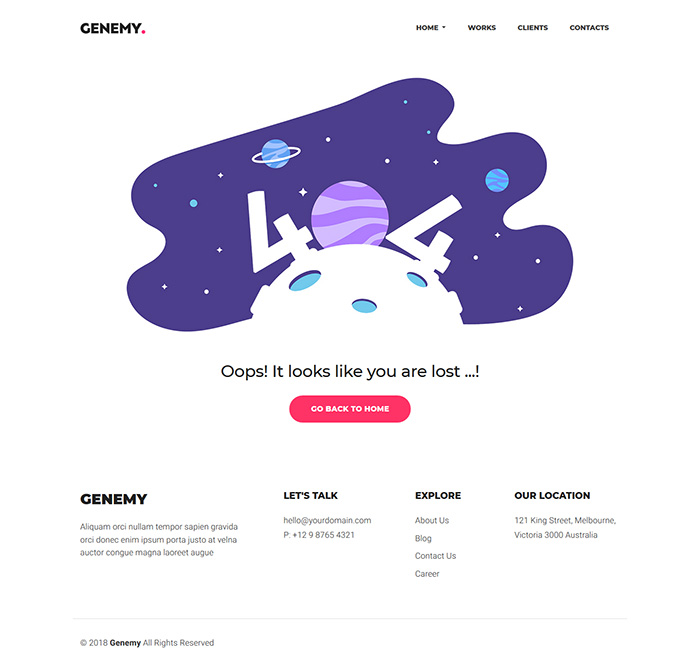 GENEMY.
HOME WORKS CLIENTS CONTACTS
4 4
Oops! It looks like you are lost ...!
GO BACK TO HOME
GENEMY
Aliquam orci nullam tempor sapien gravida
orci donec enim ipsum porta justo at velna
auctor congue magna laoreet augue
LET'S TALK
hello@yourdomain.com
P: +12 9 8765 4321
EXPLORE
About Us
Blog
Contact Us
Career
OUR LOCATION
121 King Street, Melbourne,
Victoria 3000 Australia
© 2018 Genemy All Rights Reserved